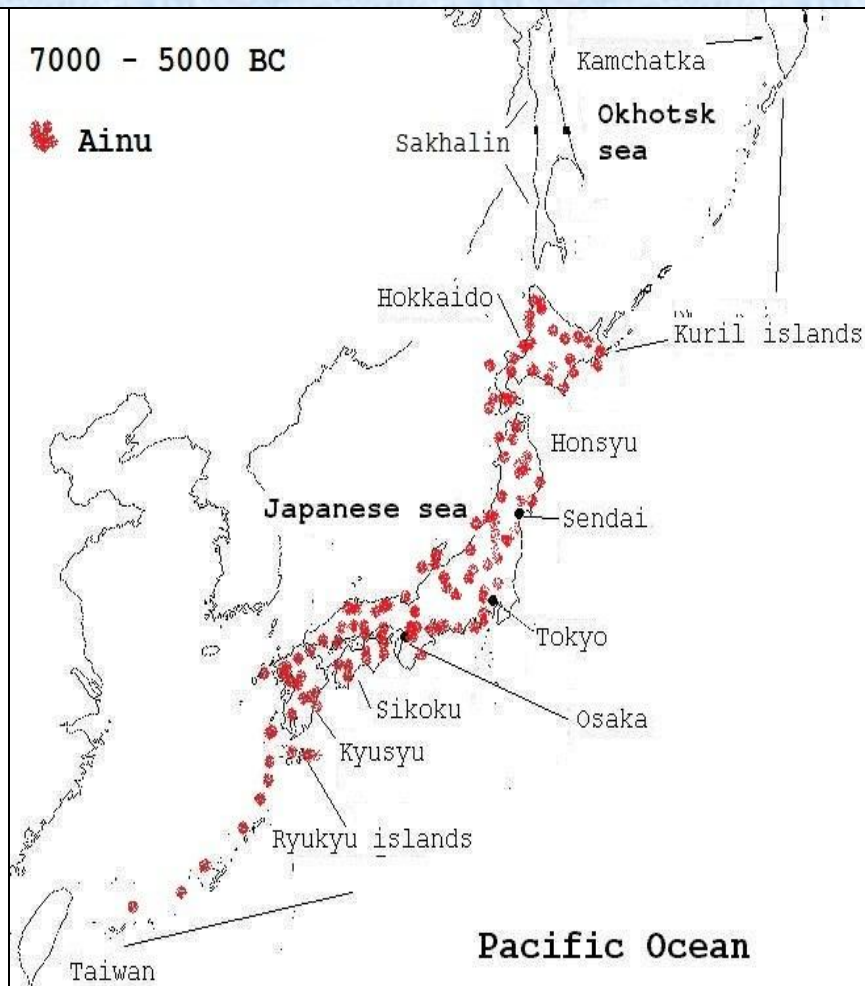 7000 - 5000 BC
Kamchatka
Ainu
Okhotsk
sea
Sakhalin
Hokkaido
Kuril islands
Honsyu
Japanese sea
Sendai
Tokyo
Sikoku
Osaka
Kyusyu
Ryukyu islands
Pacific Ocean
Taiwan